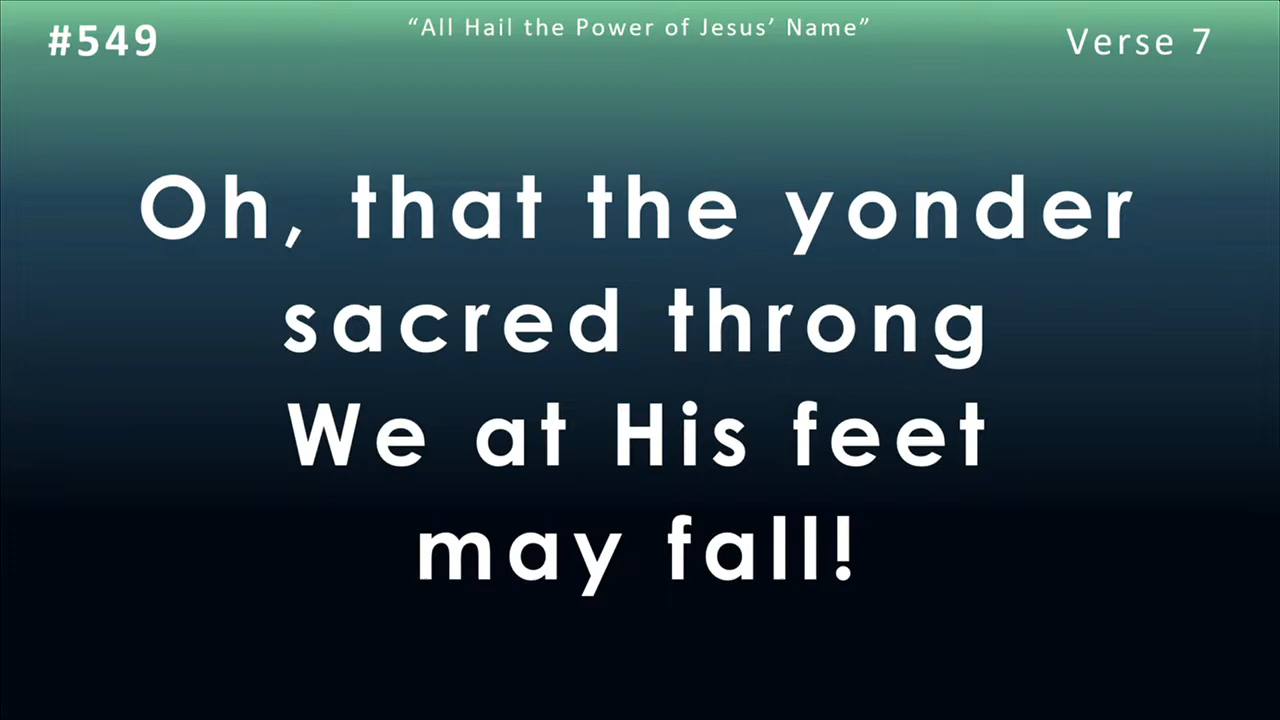 #549
“All Hail the Power of Jesus’ Name”
Verse 7
Oh, that the yonder
sacred throng
We at His feet
may fall!